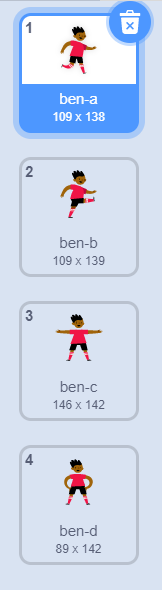 1
ben-a
109 x 138
2
ben-b
109 x 139
3
ben-c
146 x 142
4
ben-d
89 x 142